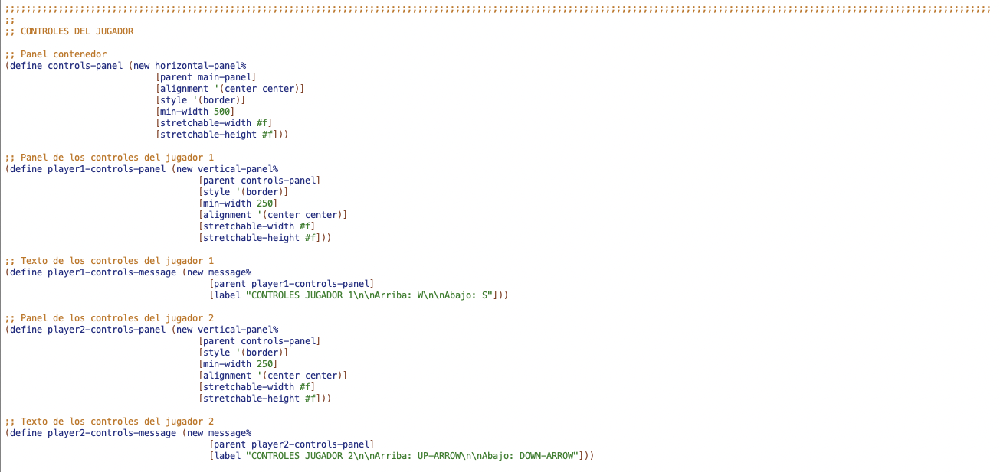 ;;;;;;;;;;;;;;;;;;;;;;;;;;;;;;;;;;;;;;;;;;;;;;;;;;;;;;;;;;;;;;;;;;;;;;;;;;;;;;;;;;;;;;;;;;;;;;;;;;;;;;;;;;;;;;;;;;;;;;;;;;;;;;;;;;;;;;;;;;;;;;;;;;;;;;;;;;;;;;;;;;;;;;;;;;;;;;;;;;;;;;;;
;;
;; CONTROLES DEL JUGADOR

;; Panel contenedor
(define controls-panel (new horizontal-panel%
                            [parent main-panel]
                            [alignment '(center center)]
                            [style '(border)]
                            [min-width 500]
                            [stretchable-width #f]
                            [stretchable-height #f]))

;; Panel de los controles del jugador 1
(define player1-controls-panel (new vertical-panel%
                                    [parent controls-panel]
                                    [style '(border)]
                                    [min-width 250]
                                    [alignment '(center center)]
                                    [stretchable-width #f]
                                    [stretchable-height #f]))

;; Texto de los controles del jugador 1
(define player1-controls-message (new message%
                                      [parent player1-controls-panel]
                                      [label "CONTROLES JUGADOR 1\n\nArriba: W\n\nAbajo: S"]))

;; Panel de los controles del jugador 2
(define player2-controls-panel (new vertical-panel%
                                    [parent controls-panel]
                                    [style '(border)]
                                    [min-width 250]
                                    [alignment '(center center)]
                                    [stretchable-width #f]
                                    [stretchable-height #f]))

;; Texto de los controles del jugador 2
(define player2-controls-message (new message%
                                      [parent player2-controls-panel]
                                      [label "CONTROLES JUGADOR 2\n\nArriba: UP-ARROW\n\nAbajo: DOWN-ARROW"]))